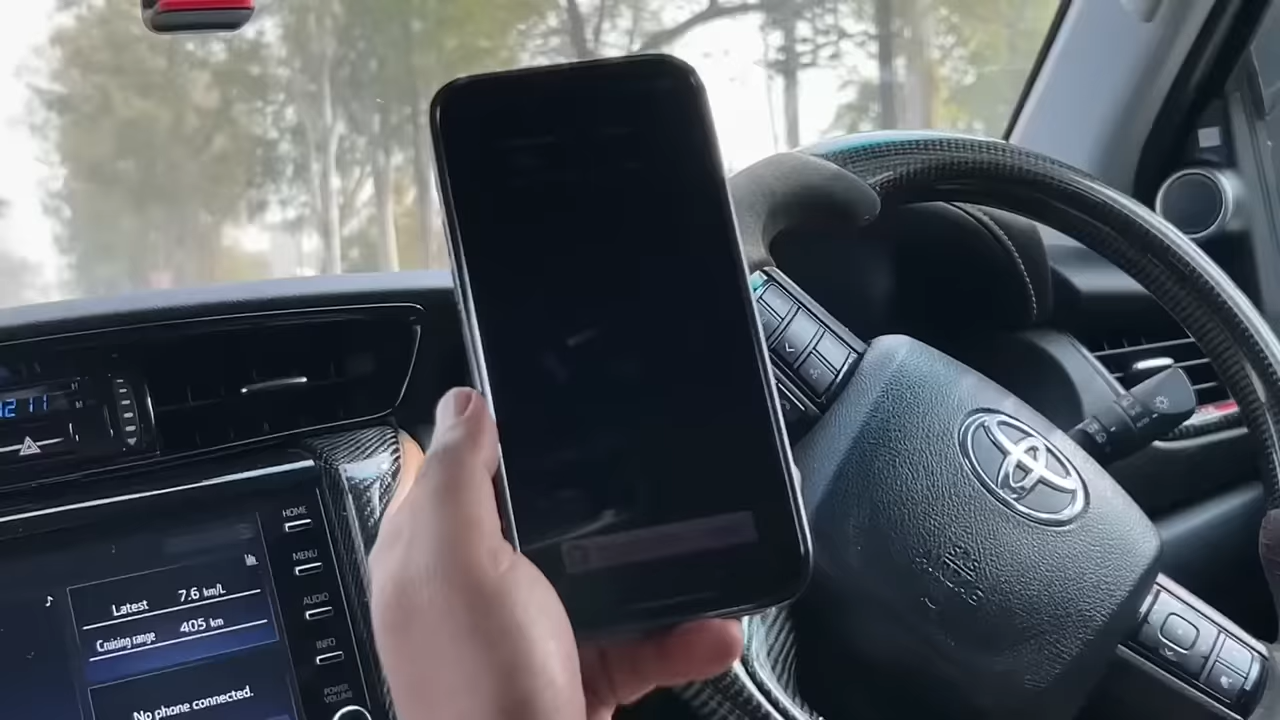 HOME
MENU
AUDIO
INFO
POWER
VOLUME
Latest 7.6 km/L
Cruising range 405 km
No phone connected.